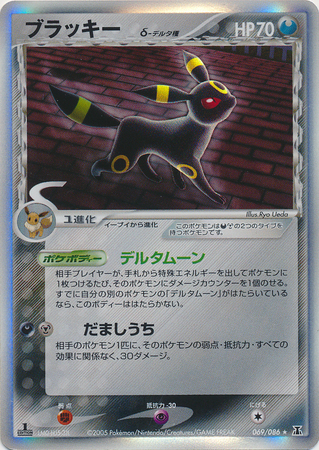 ブラッキー δ-デルタ種 HP70
Illus.Ryo Ueda
1進化 イーブイから進化
このポケモンは の2つのタイプを
持つポケモンです。
ポケボディー デルタムーン
相手プレイヤーが、手札から特殊エネルギーを出してポケモンに
1枚つけるたび、そのポケモンにダメージカウンターを1個のせる。
すでに自分の別のポケモンの「デルタムーン」がはたらいている
なら、このボディーははたらかない。
だましうち
相手のポケモン1匹に、そのポケモンの弱点・抵抗力・すべての
効果に関係なく、30ダメージ。
弱点 抵抗力 -30 にげる
1 EDITION
©2005 Pokémon/Nintendo/Creatures/GAME FREAK.
069/086 ★